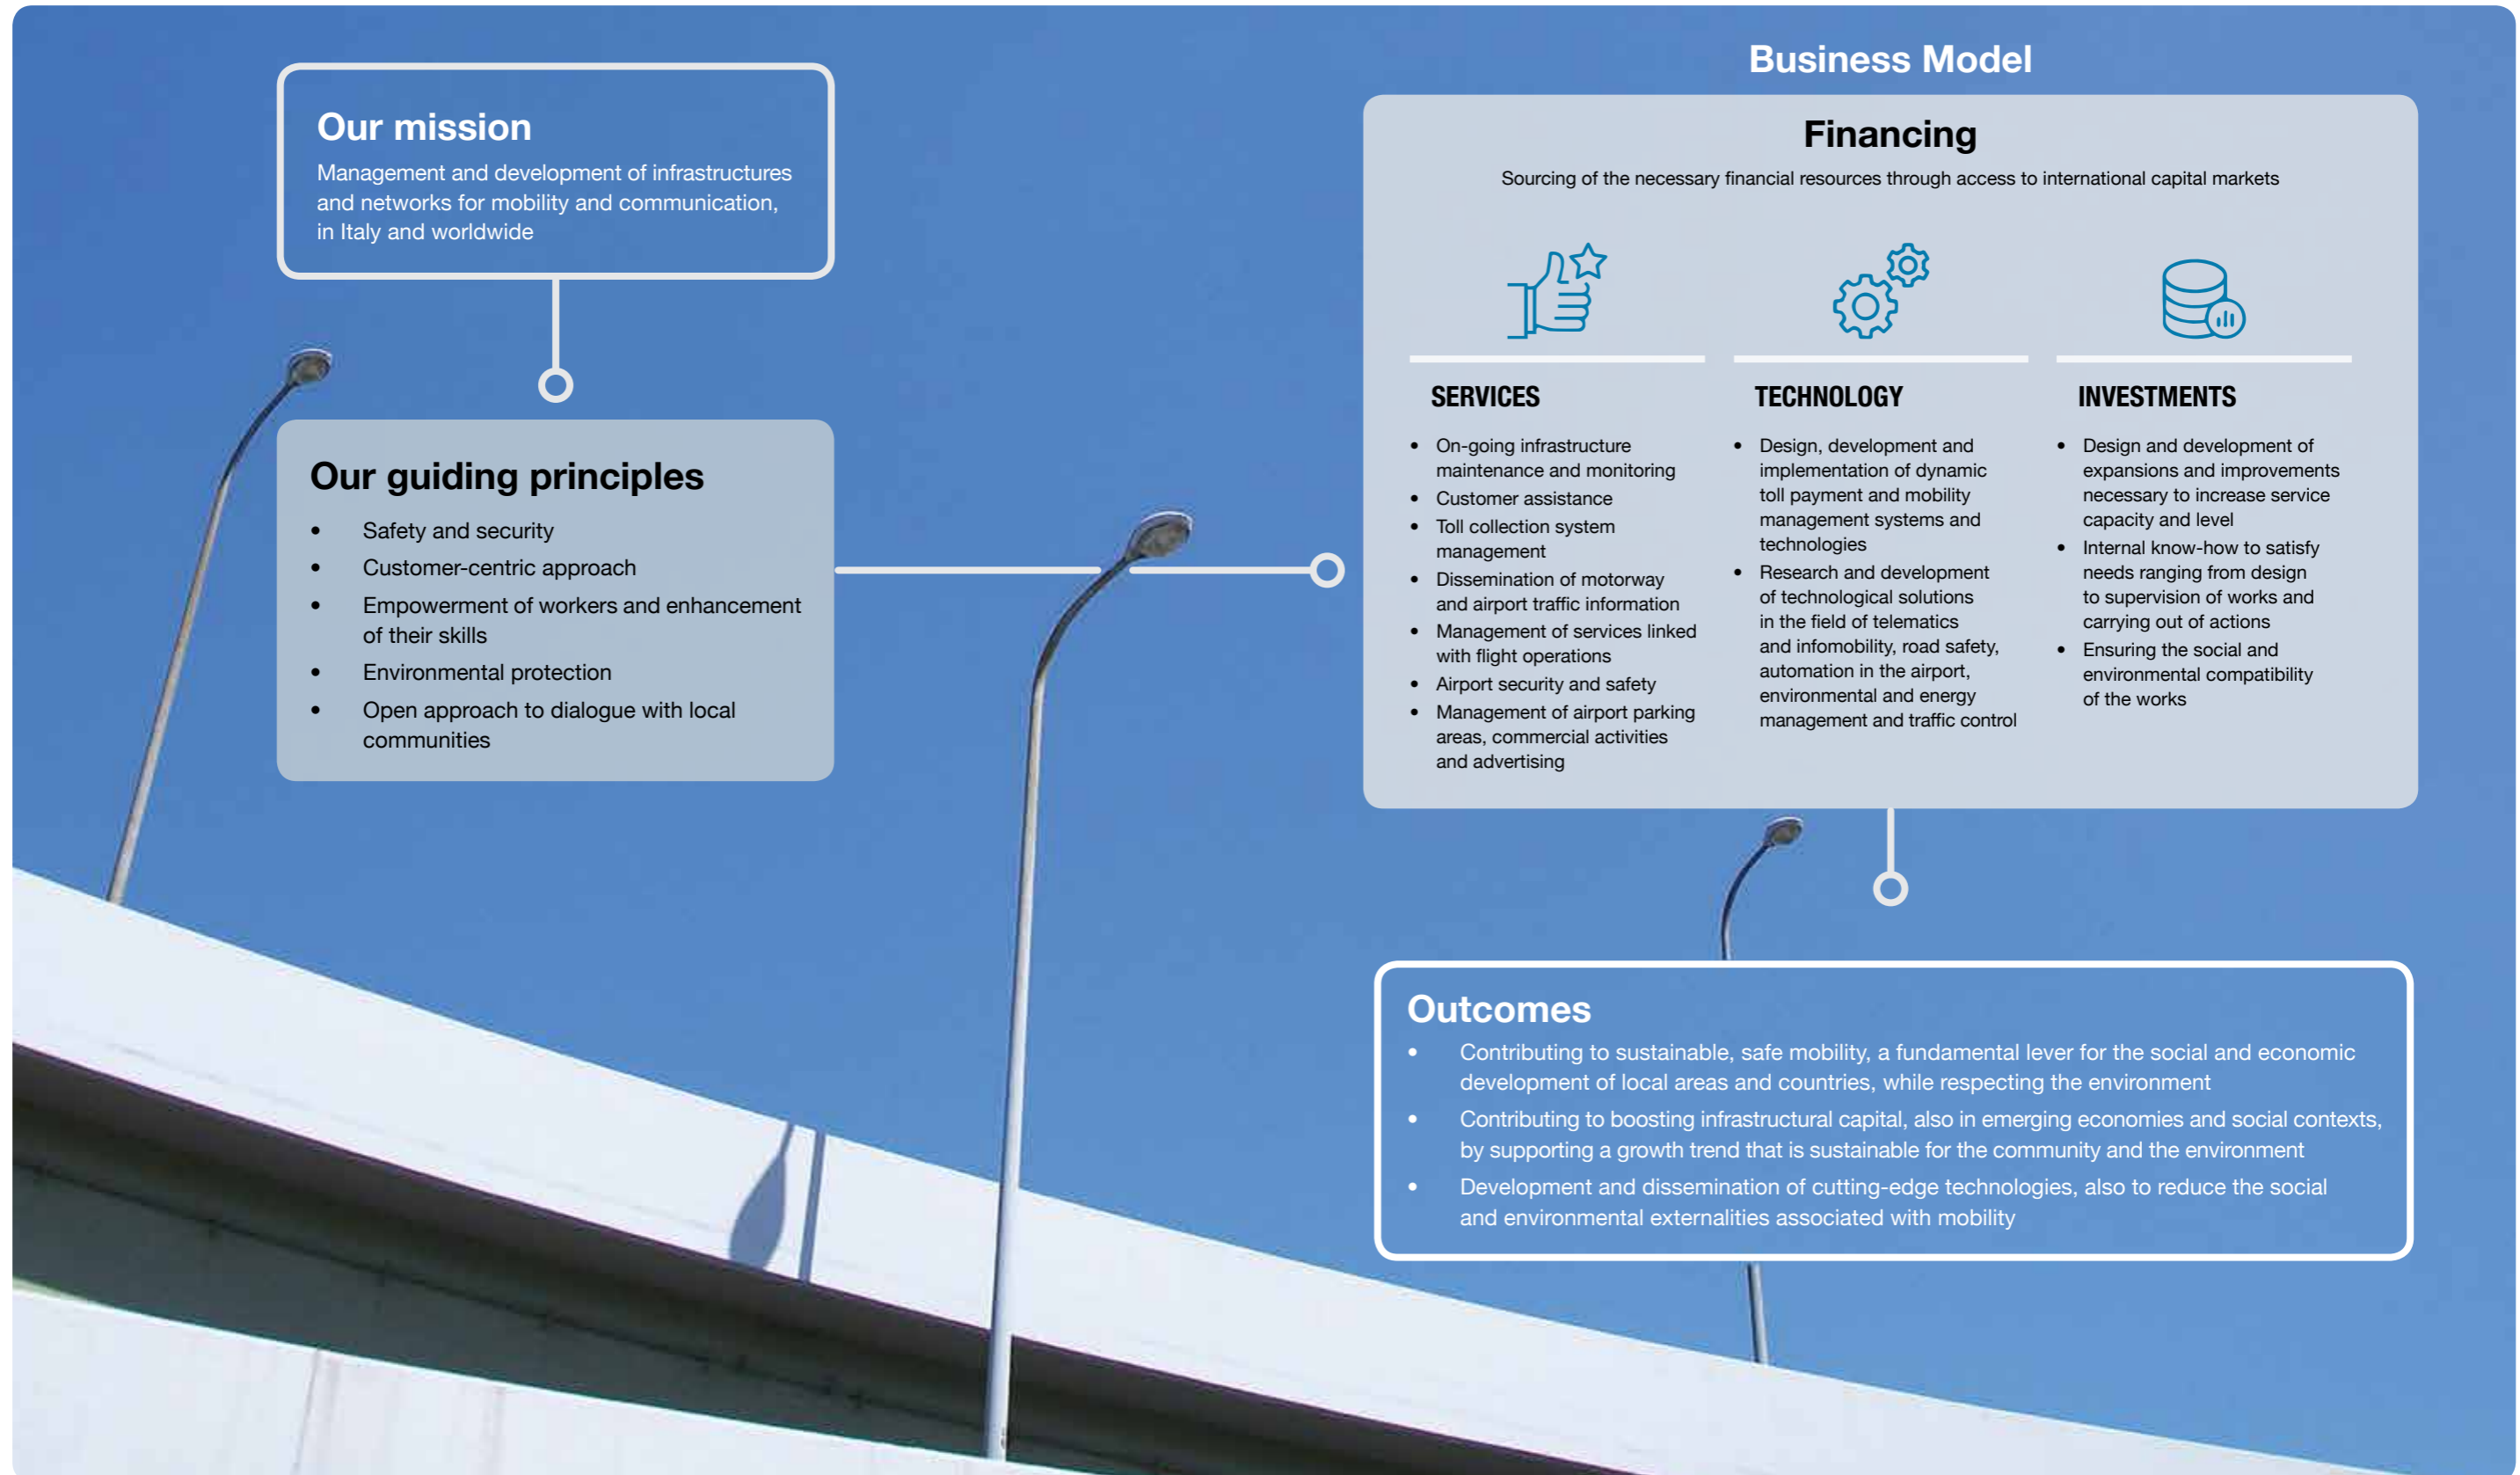 Our mission
Management and development of infrastructures
and networks for mobility and communication,
in Italy and worldwide
Our guiding principles
• Safety and security
• Customer-centric approach
• Empowerment of workers and enhancement
of their skills
• Environmental protection
• Open approach to dialogue with local
communities
Business Model
Financing
Sourcing of the necessary financial resources through access to international capital markets
SERVICES
• On-going infrastructure
maintenance and monitoring
• Customer assistance
• Toll collection system
management
• Dissemination of motorway
and airport traffic information
• Management of services linked
with flight operations
• Airport security and safety
• Management of airport parking
areas, commercial activities
and advertising
TECHNOLOGY
• Design, development and
implementation of dynamic
toll payment and mobility
management systems and
technologies
• Research and development
of technological solutions
in the field of telematics
and infomobility, road safety,
automation in the airport,
environmental and energy
management and traffic control
INVESTMENTS
• Design and development of
expansions and improvements
necessary to increase service
capacity and level
• Internal know-how to satisfy
needs ranging from design
to supervision of works and
carrying out of actions
• Ensuring the social and
environmental compatibility
of the works
Outcomes
• Contributing to sustainable, safe mobility, a fundamental lever for the social and economic
development of local areas and countries, while respecting the environment
• Contributing to boosting infrastructural capital, also in emerging economies and social contexts,
by supporting a growth trend that is sustainable for the community and the environment
• Development and dissemination of cutting-edge technologies, also to reduce the social
and environmental externalities associated with mobility